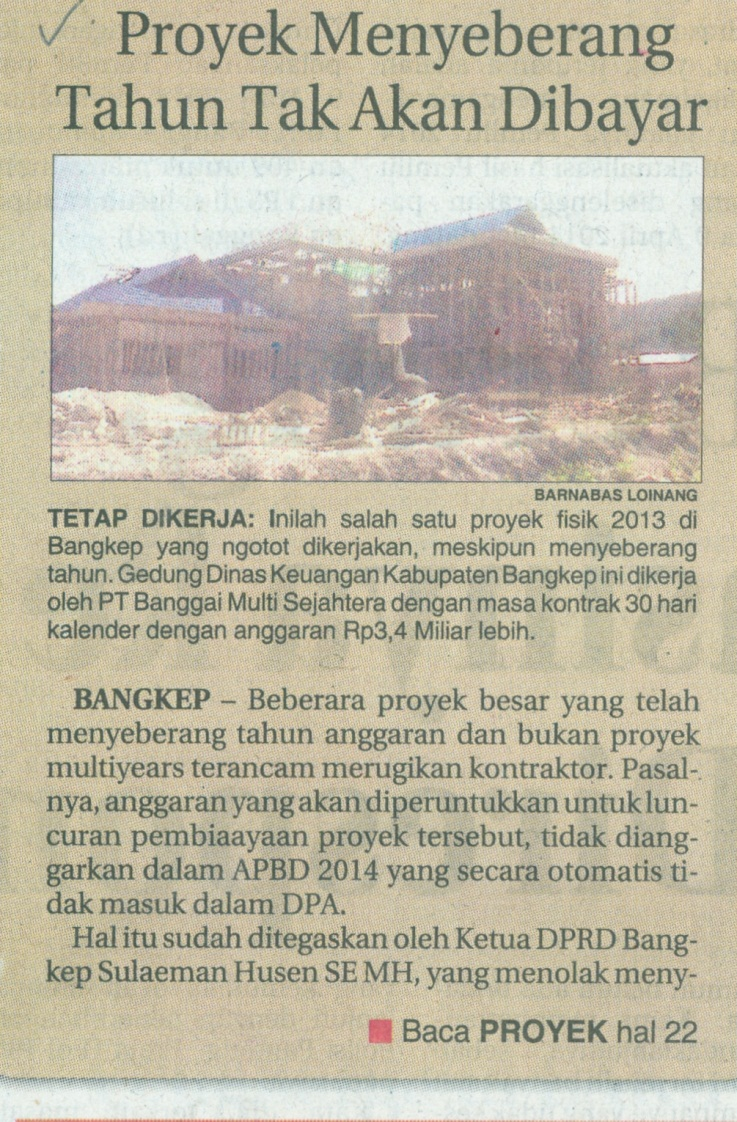 Proyek Menyeberang
Tahun Tak Akan Dibayar
BARNABAS LOINANG
TETAP DIKERJA: Inilah salah satu proyek fisik 2013 di
Bangkep yang ngotot dikerjakan, meskipun menyeberang
tahun. Gedung Dinas Keuangan Kabupaten Bangkep ini dikerja
oleh PT Banggai Multi Sejahtera dengan masa kontrak 30 hari
kalender dengan anggaran Rp3,4 Miliar lebih.
BANGKEP – Beberara proyek besar yang telah
menyeberang tahun anggaran dan bukan proyek
multiyears terancam merugikan kontraktor. Pasal-
nya, anggaran yang akan diperuntukkan untuk lun-
curan pembiaayaan proyek tersebut, tidak diang-
garkan dalam APBD 2014 yang secara otomatis ti-
dak masuk dalam DPA.
Hal itu sudah ditegaskan oleh Ketua DPRD Bang-
kep Sulaeman Husen SE MH, yang menolak meny-
Baca PROYEK hal 22